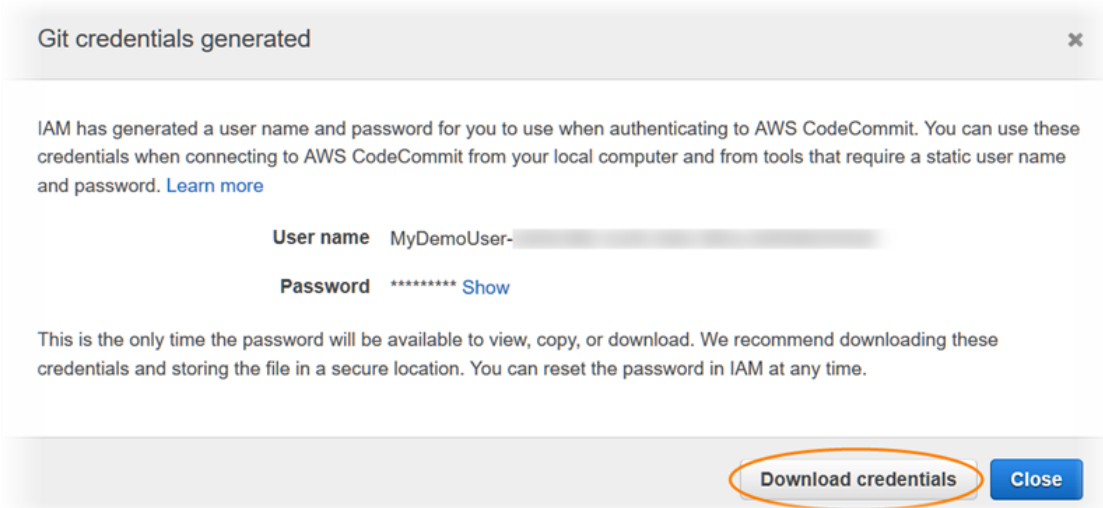 Git credentials generated
IAM has generated a user name and password for you to use when authenticating to AWS CodeCommit. You can use these
credentials when connecting to AWS CodeCommit from your local computer and from tools that require a static user name
and password. Learn more
User name MyDemoUser-
Password ********* Show
This is the only time the password will be available to view, copy, or download. We recommend downloading these
credentials and storing the file in a secure location. You can reset the password in IAM at any time.
Download credentials Close